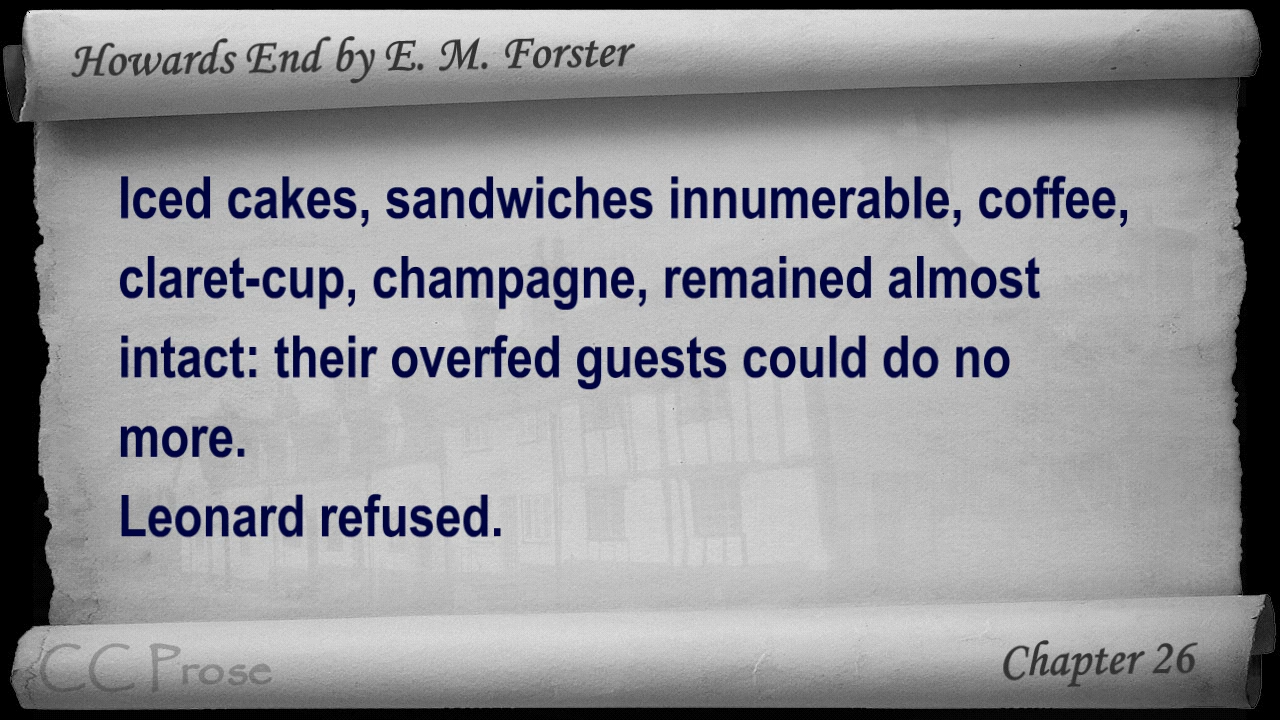 Howards End by E. M. Forster
Iced cakes, sandwiches innumerable, coffee,
claret-cup, champagne, remained almost
intact: their overfed guests could do no
more.
Leonard refused.
CC Prose
Chapter 26